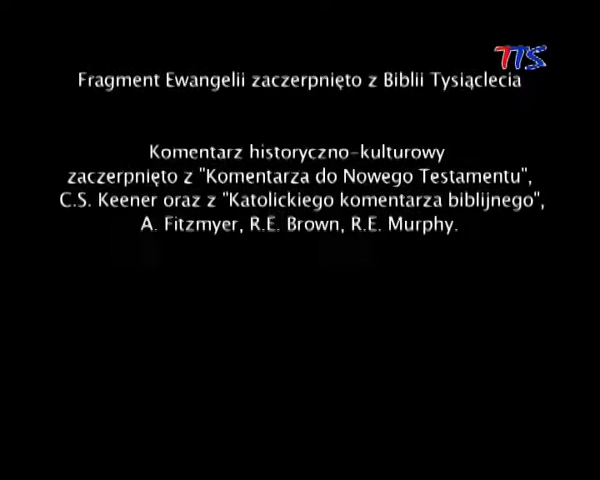 TTS
Fragment Ewangelii zaczerpnięto z Biblii Tysiąclecia
Komentarz historyczno-kulturowy
zaczerpnięto z "Komentarza do Nowego Testamentu",
C.S. Keener oraz z "Katolickiego komentarza biblijnego",
A. Fitzmyer, R.E. Brown, R.E. Murphy.